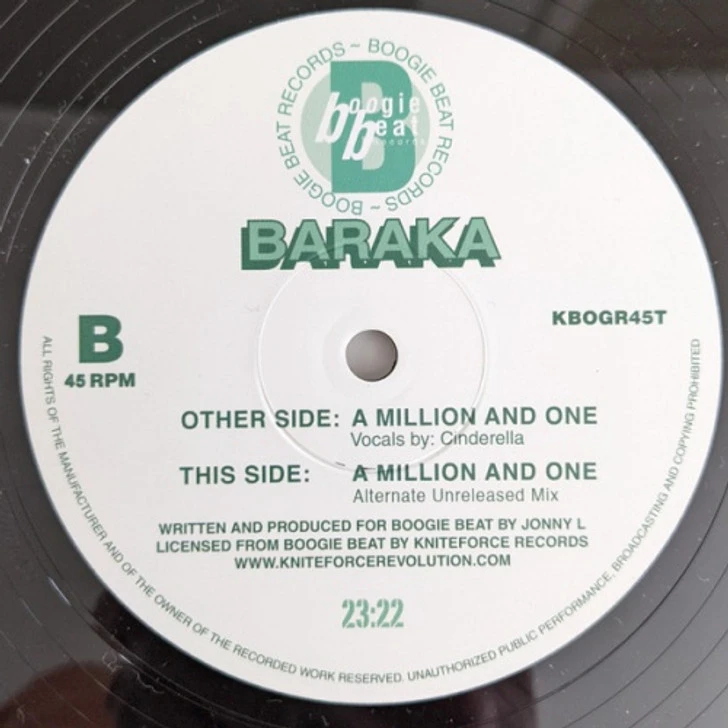 BOOGIE BEAT RECORDS ~ BOOGIE BEAT RECORDS ~
B
boogie
beat
records
BARAKA
B
45 RPM
KBOGR45T
OTHER SIDE: A MILLION AND ONE
Vocals by: Cinderella
THIS SIDE: A MILLION AND ONE
Alternate Unreleased Mix
WRITTEN AND PRODUCED FOR BOOGIE BEAT BY JONNY L
LICENSED FROM BOOGIE BEAT BY KNITEFORCE RECORDS
WWW.KNITEFORCEREVOLUTION.COM
23:22
ALL RIGHTS OF THE MANUFACTURER AND OF THE OWNER OF THE RECORDED WORK RESERVED. UNAUTHORIZED PUBLIC PERFORMANCE, BROADCASTING AND COPYING PROHIBITED